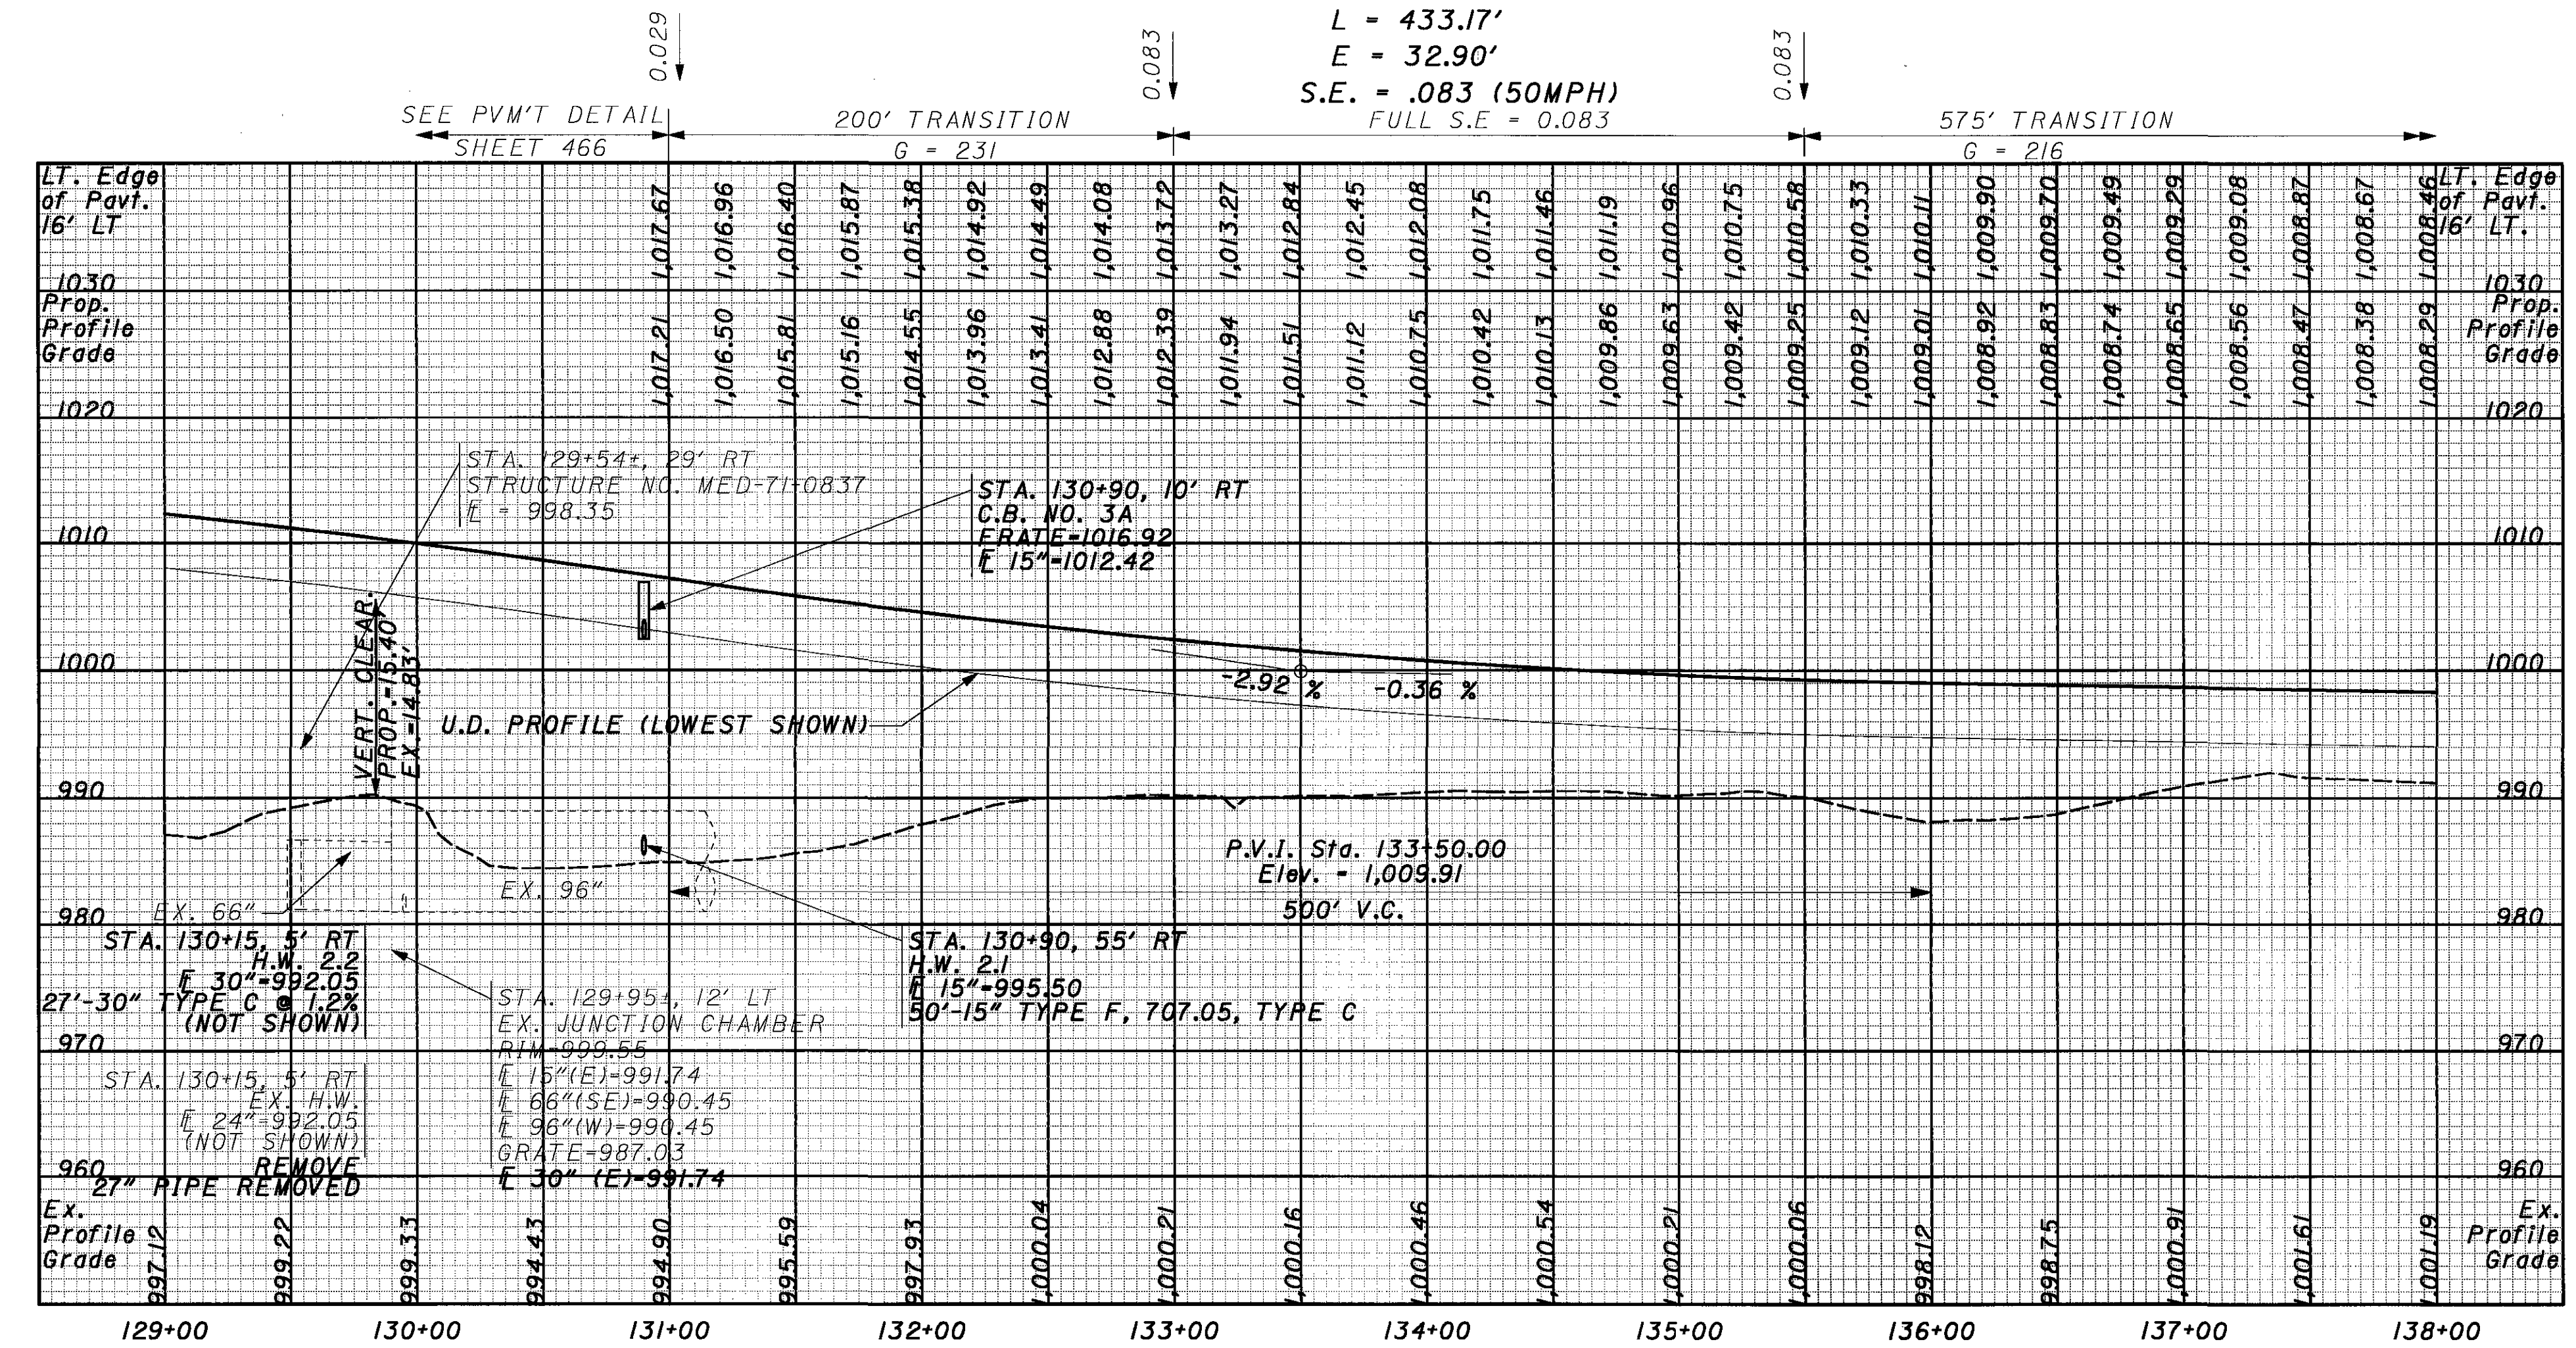 L = 433.17'
E = 32.90'
S.E. = .083 (50MPH)
0.029
0.083
0.083
SEE PVM'T DETAIL
SHEET 466
200' TRANSITION
G = 231
FULL S.E = 0.083
575' TRANSITION
G = 216
LT. Edge
of Pavt.
16' LT
1,017.67
1,016.96
1,016.40
1,015.87
1,015.38
1,014.92
1,014.49
1,014.08
1,013.72
1,013.27
1,012.84
1,012.45
1,012.08
1,011.75
1,011.46
1,011.19
1,010.96
1,010.75
1,010.58
1,010.33
1,010.11
1,009.90
1,009.70
1,009.49
1,009.29
1,009.08
1,008.87
1,008.67
1,008.46
LT. Edge
of Pavt.
16' LT.
1030
1030
Prop.
Profile
Grade
1,017.21
1,016.50
1,015.81
1,015.16
1,014.55
1,013.96
1,013.41
1,012.88
1,012.39
1,011.94
1,011.51
1,011.12
1,010.75
1,010.42
1,010.13
1,009.86
1,009.63
1,009.42
1,009.25
1,009.12
1,009.01
1,008.92
1,008.83
1,008.74
1,008.65
1,008.56
1,008.47
1,008.38
1,008.29
Prop.
Profile
Grade
1020
1020
STA. 129+54±, 29' RT
STRUCTURE NO. MED-71-0837
℄ = 998.35
STA. 130+90, 10' RT
C.B. NO. 3A
FRATE=1016.92
℄ 15"=1012.42
1010
1010
VERT. CLEAR.
PROP.=15.40'
EX.=14.83'
1000
1000
-2.92 %
-0.36 %
U.D. PROFILE (LOWEST SHOWN)
990
990
P.V.I. Sta. 133+50.00
Elev. = 1,009.91
500' V.C.
EX. 96"
EX. 66"
980
980
STA. 130+15, 5' RT
H.W. 2.2
℄ 30"=992.05
27'-30" TYPE C @ 1.2%
(NOT SHOWN)
STA. 130+90, 55' RT
H.W. 2.1
℄ 15"=995.50
50'-15" TYPE F, 707.05, TYPE C
STA. 129+95±, 12' LT
EX. JUNCTION CHAMBER
RIM=999.55
℄ 15"(E)=991.74
℄ 66"(SE)=990.45
℄ 96"(W)=990.45
GRATE=987.03
℄ 30" (E)=991.74
970
970
STA. 130+15, 5' RT
EX. H.W.
℄ 24"=992.05
(NOT SHOWN)
REMOVE
27" PIPE REMOVED
960
960
Ex.
Profile
Grade
997.12
999.22
999.33
994.43
994.90
995.59
997.93
1,000.04
1,000.21
1,000.16
1,000.46
1,000.54
1,000.21
1,000.06
998.12
998.75
1,000.91
1,001.61
1,001.19
Ex.
Profile
Grade
129+00
130+00
131+00
132+00
133+00
134+00
135+00
136+00
137+00
138+00